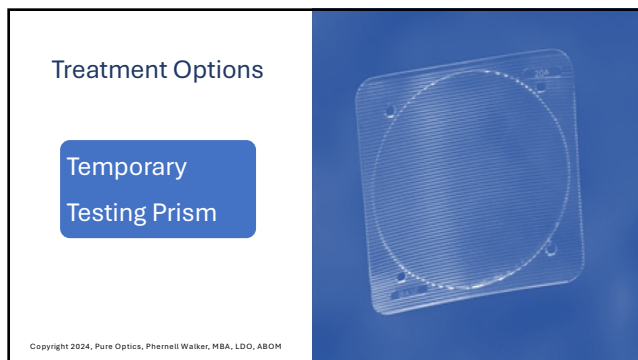 Treatment Options
Temporary
Testing Prism
Copyright 2024, Pure Optics, Phernell Walker, MBA, LDO, ABOM